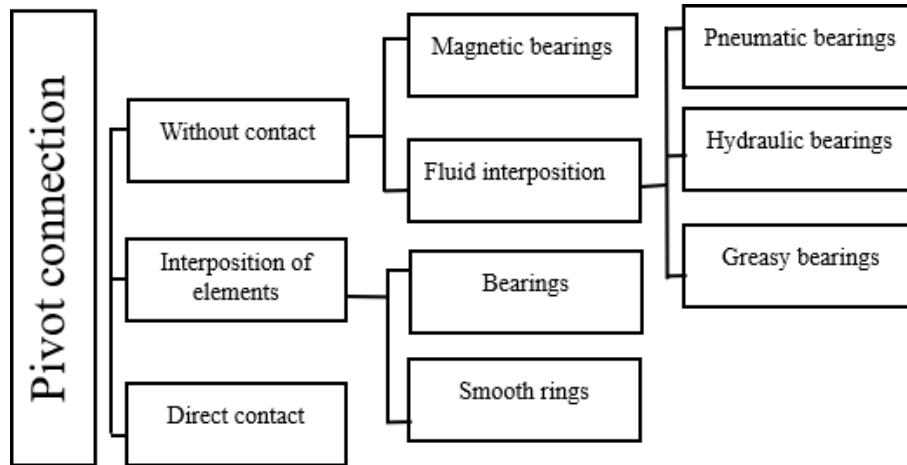 Pivot connection
Without contact
Magnetic bearings
Fluid interposition
Pneumatic bearings
Hydraulic bearings
Greasy bearings
Interposition of
elements
Bearings
Smooth rings
Direct contact